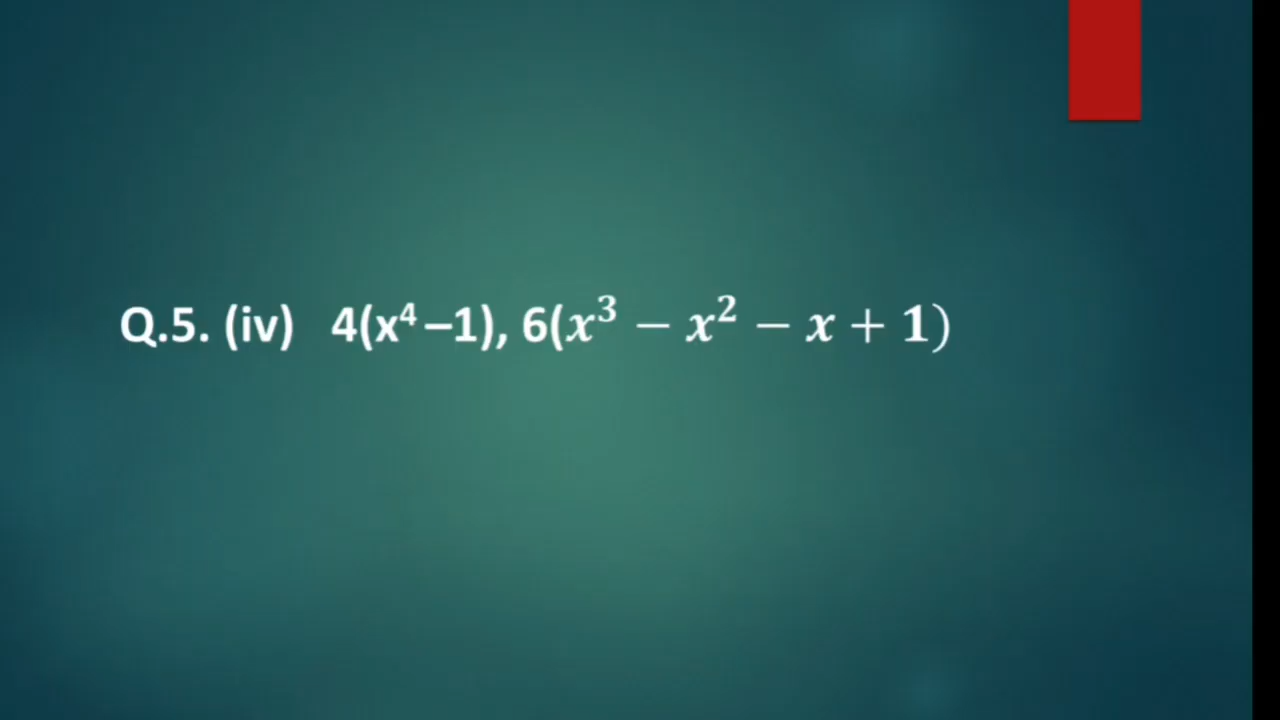 Q.5. (iv) 4(x⁴–1), 6(x³ − x² − x + 1)